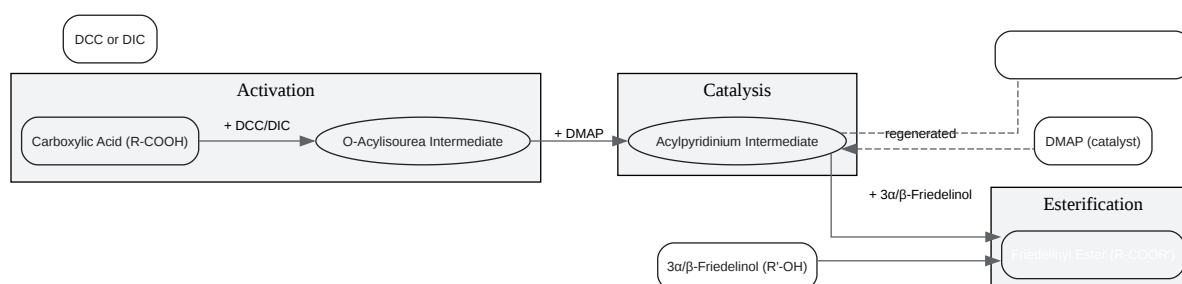 DCC or DIC
Activation
Carboxylic Acid (R-COOH)
+ DCC/DIC
O-Acylisourea Intermediate
+ DMAP
Catalysis
Acylpyridinium Intermediate
regenerated
DMAP (catalyst)
+ 3α/β-Friedelinol
Esterification
3α/β-Friedelinol (R'-OH)
Friedelinyl Ester (R-COOR')